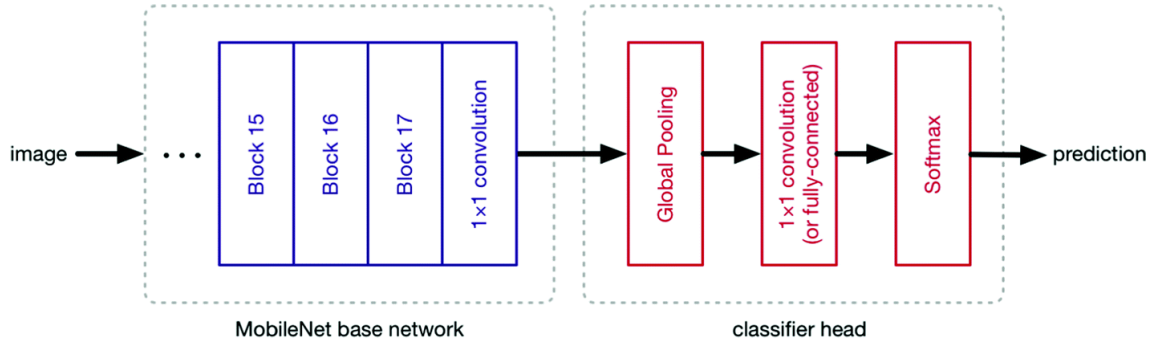 image
...
Block 15
Block 16
Block 17
1×1 convolution
MobileNet base network
Global Pooling
1×1 convolution
(or fully-connected)
Softmax
classifier head
prediction